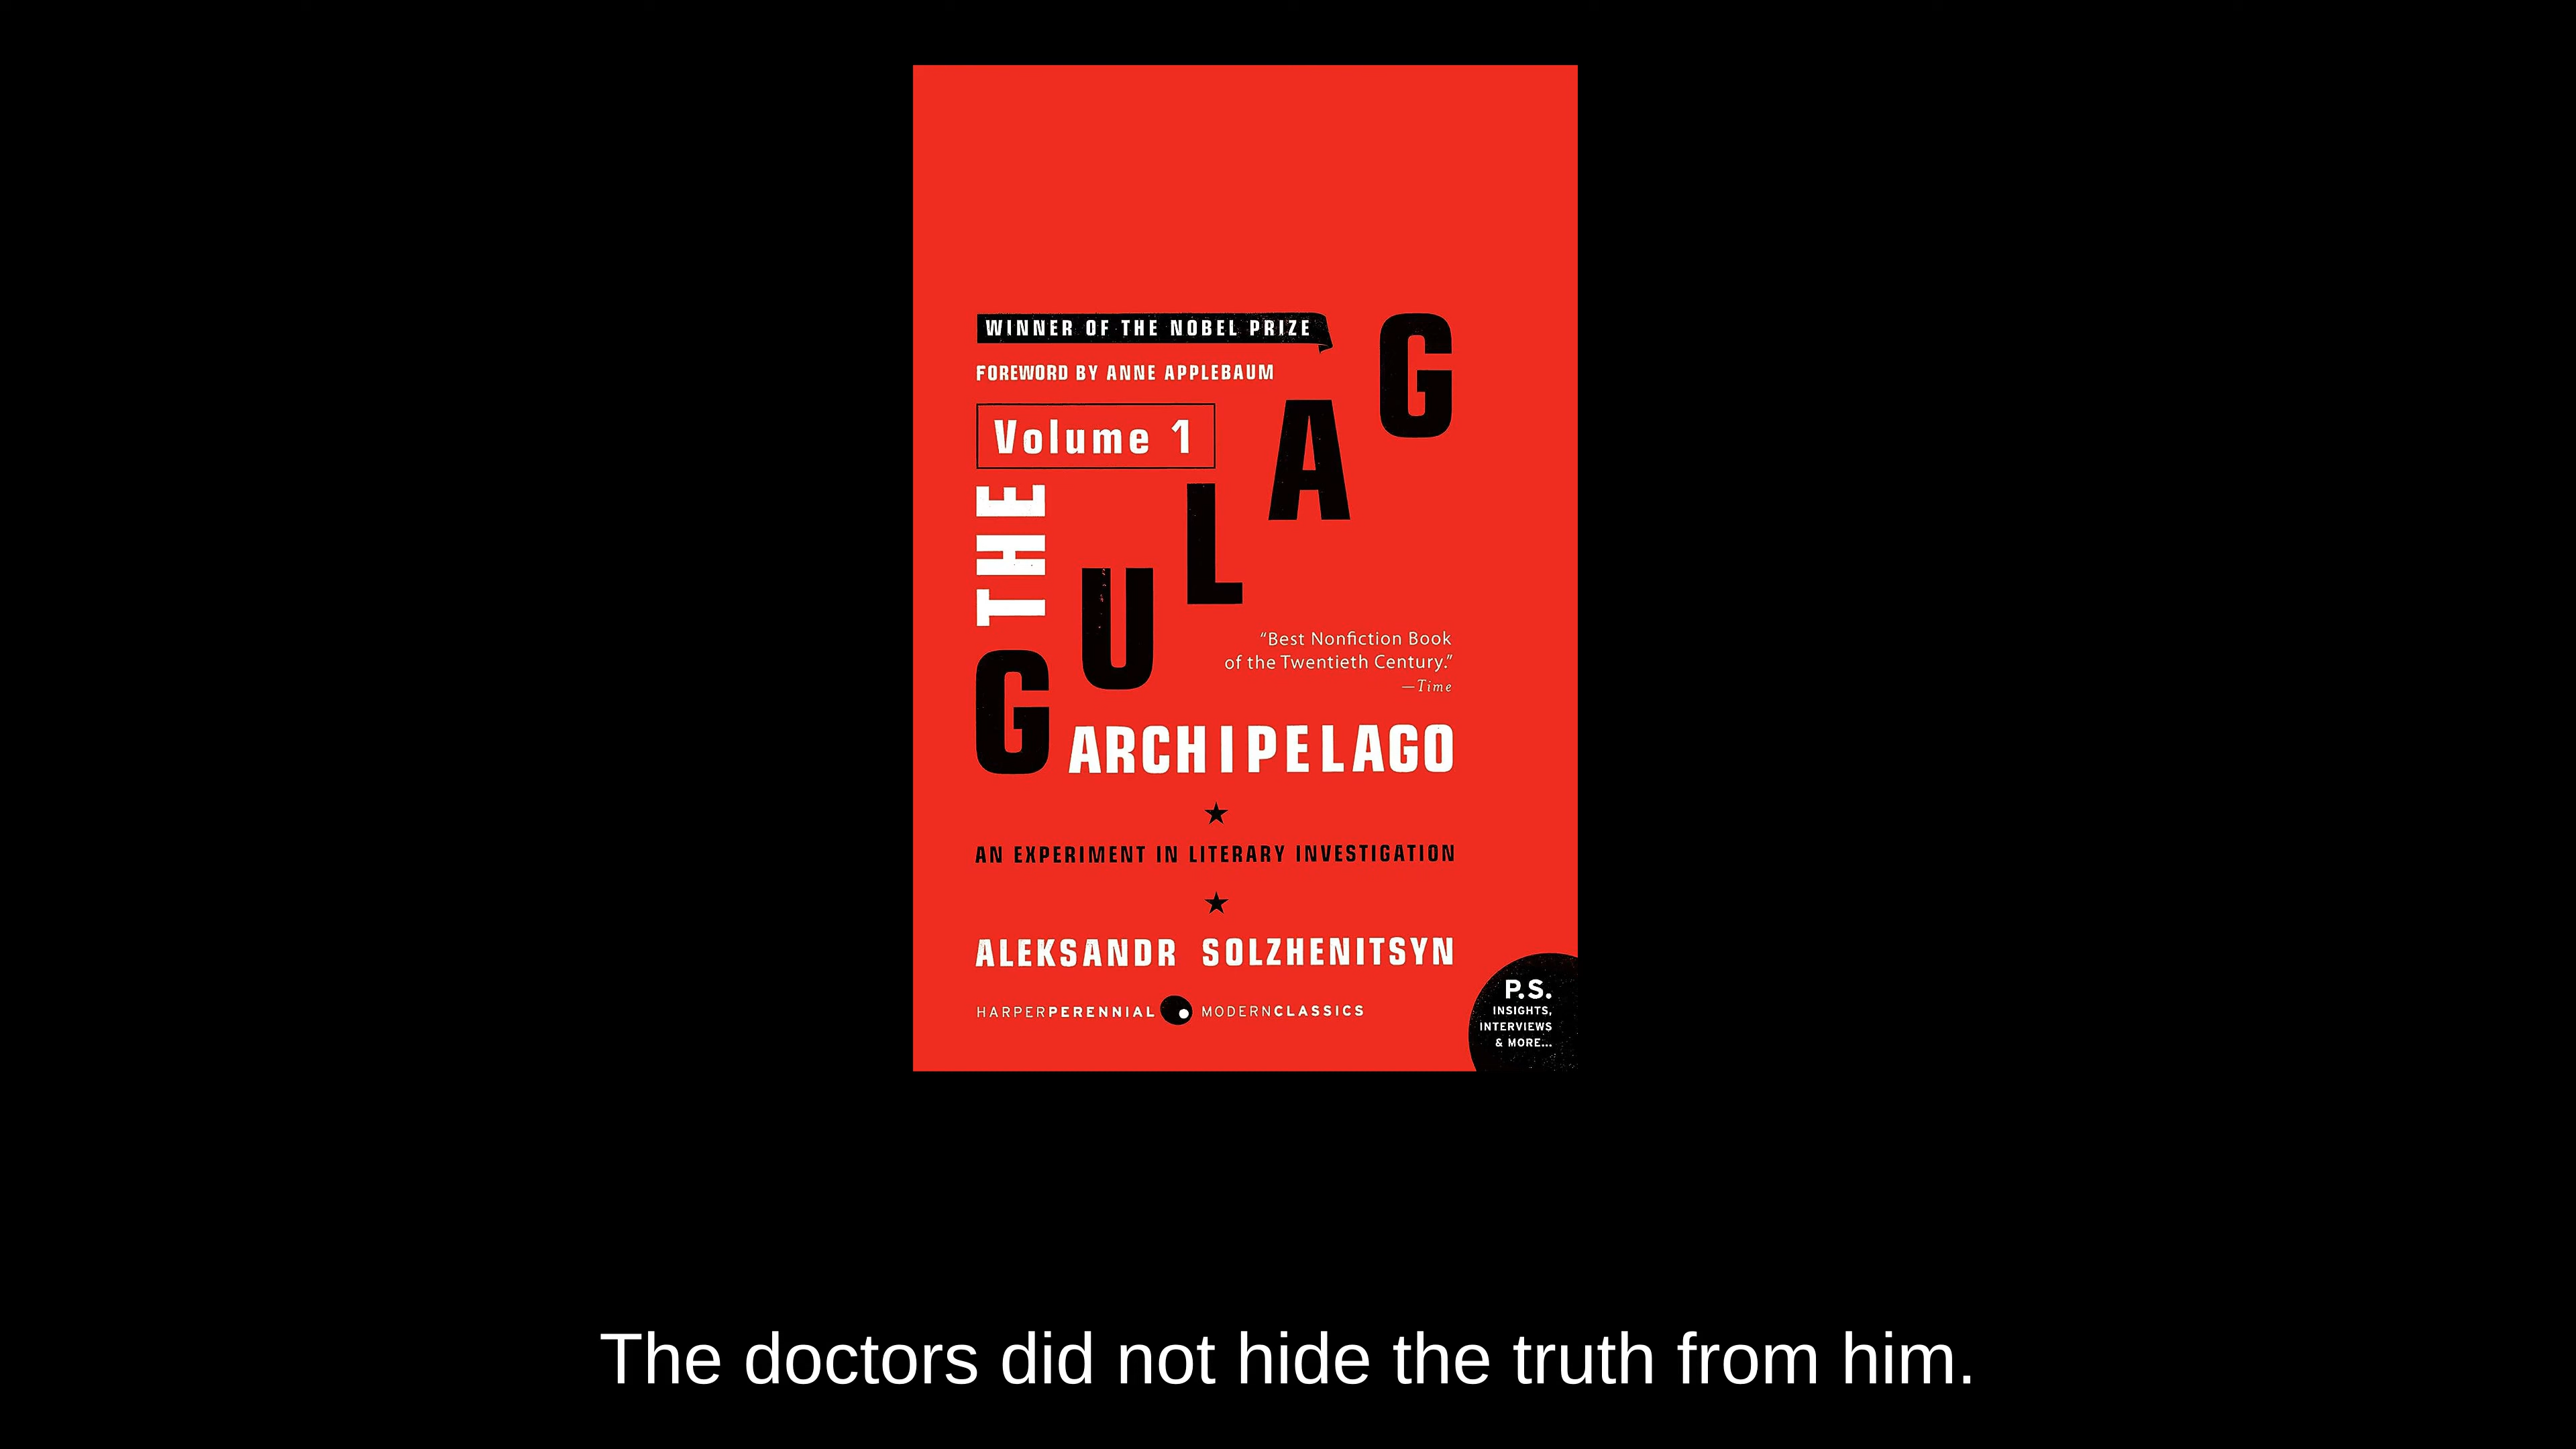 WINNER OF THE NOBEL PRIZE
FOREWORD BY ANNE APPLEBAUM
Volume 1
THE
GULAG
"Best Nonfiction Book
of the Twentieth Century."
—Time
ARCHIPELAGO
AN EXPERIMENT IN LITERARY INVESTIGATION
ALEKSANDR SOLZHENITSYN
HARPERPERENNIAL MODERNCLASSICS
P.S.
INSIGHTS,
INTERVIEWS
& MORE...
The doctors did not hide the truth from him.